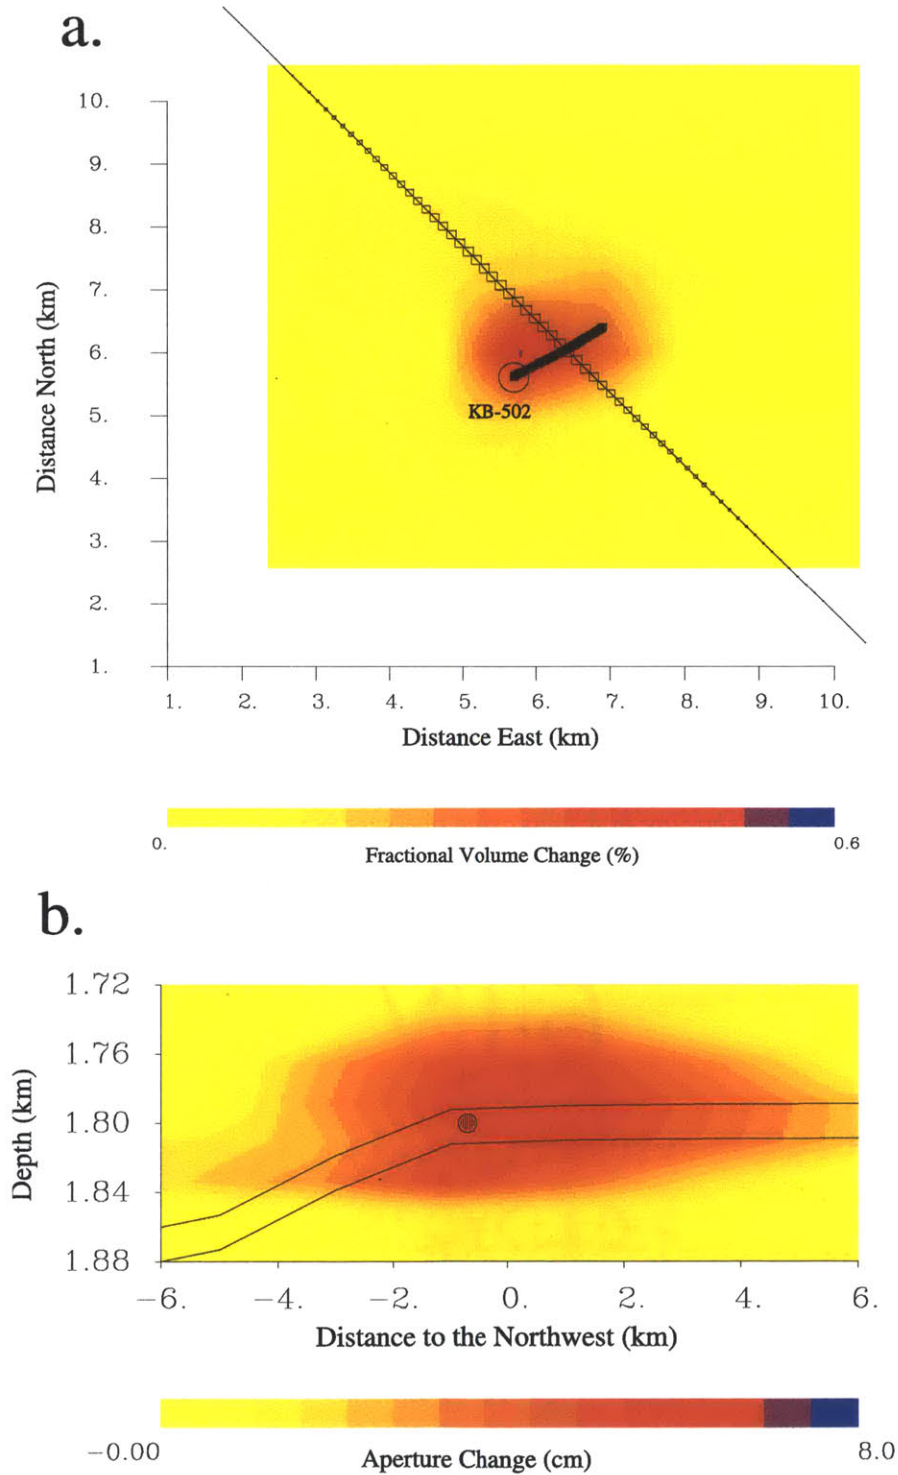 a.
10.
9.
8.
7.
6.
5.
4.
3.
2.
1.
Distance North (km)
KB-502
1. 2. 3. 4. 5. 6. 7. 8. 9. 10.
Distance East (km)
0. 0.6
Fractional Volume Change (%)
b.
1.72
1.76
1.80
1.84
1.88
Depth (km)
−6. −4. −2. 0. 2. 4. 6.
Distance to the Northwest (km)
−0.00 8.0
Aperture Change (cm)